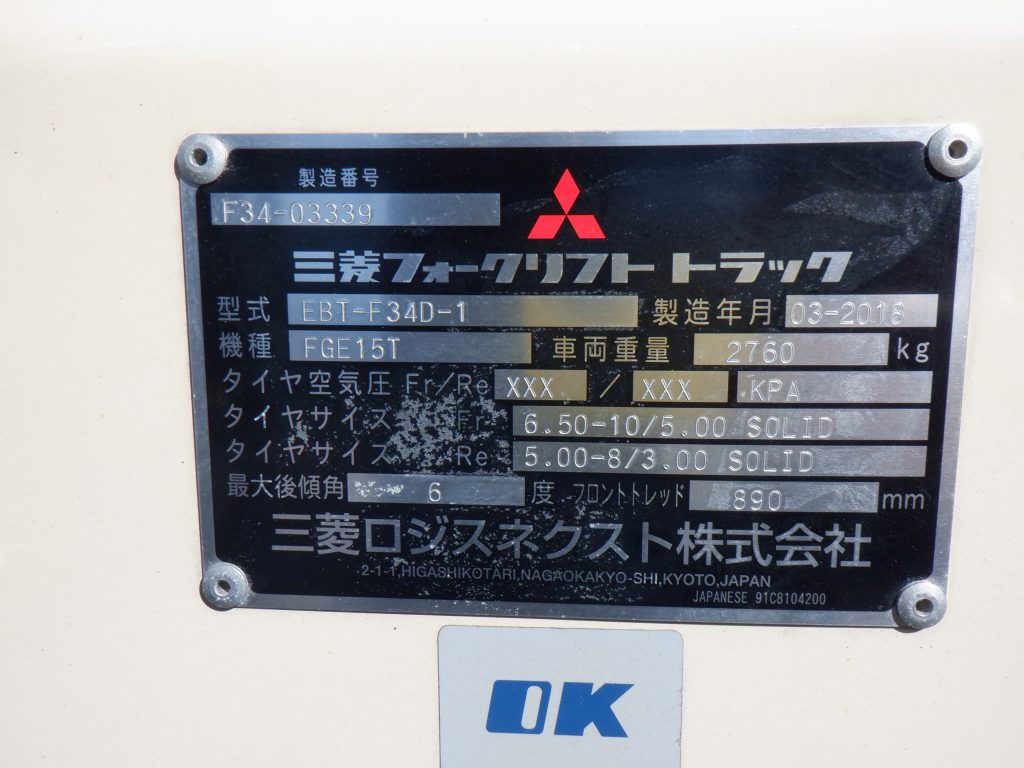 製造番号
F34-03339
三菱フォークリフト トラック
型式 EBT-F34D-1 製造年月 03-2018
機種 FGE15T 車両重量 2760 kg
タイヤ空気圧 Fr/Re XXX / XXX KPA
タイヤサイズ Fr 6.50-10/5.00 SOLID
タイヤサイズ Re 5.00-8/3.00 SOLID
最大後傾角 6 度 フロントトレッド 890 mm
三菱ロジスネクスト株式会社
2-1-1,HIGASHIKOTARI,NAGAOKAKYO-SHI,KYOTO,JAPAN
JAPANESE 91C8104200
OK